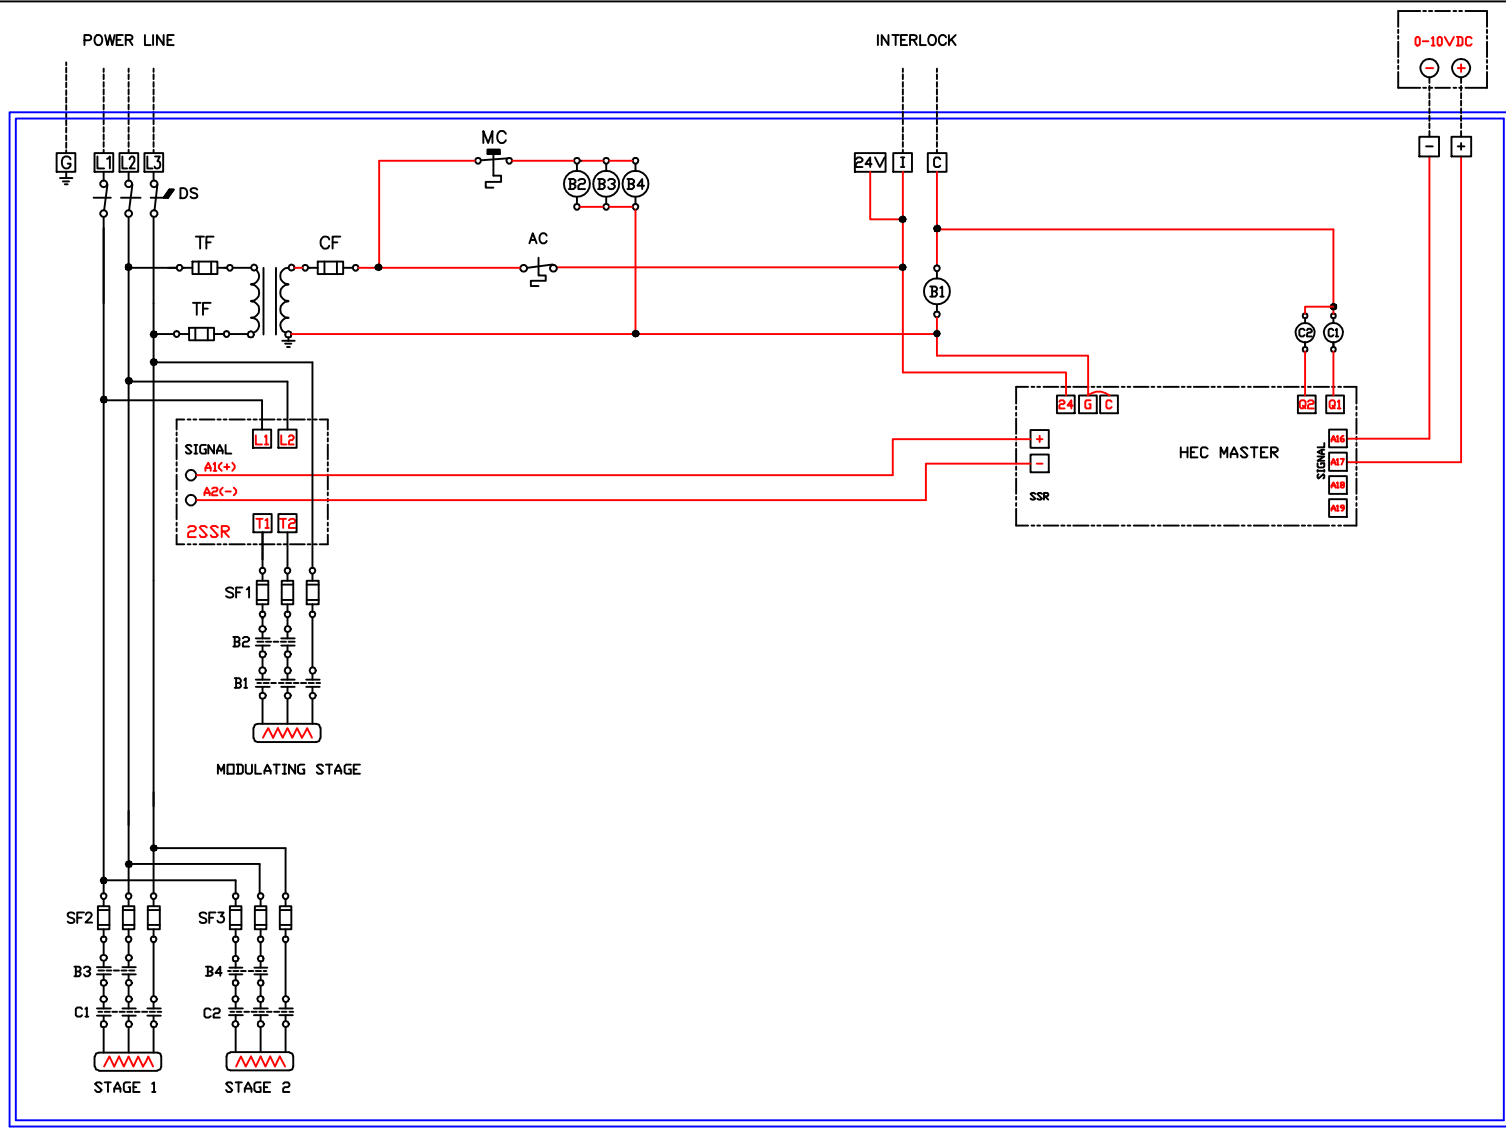 POWER LINE
INTERLOCK
0-10VDC
- +
G L1 L2 L3
DS
MC
B2 B3 B4
24V I C
- +
TF
CF
AC
TF
B1
C2 C1
24 G C
Q2 Q1
L1 L2
SIGNAL
A1(+)
A2(-)
2SSR
T1 T2
+
-
SSR
HEC MASTER
SIGNAL
A16
A17
A18
A19
SF1
B2
B1
MODULATING STAGE
SF2
SF3
B3
B4
C1
C2
STAGE 1
STAGE 2